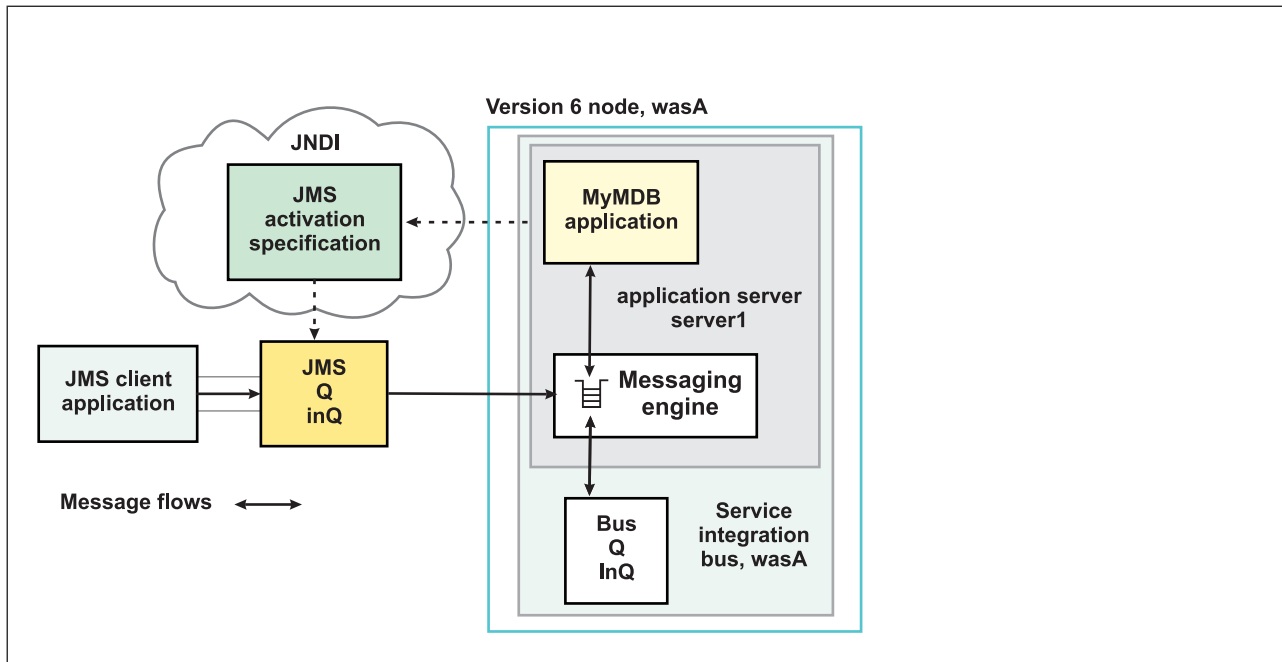 Version 6 node, wasA
JNDI
JMS
activation
specification
MyMDB
application
application server
server1
JMS client
application
JMS
Q
inQ
Messaging
engine
Message flows
Bus
Q
InQ
Service
integration
bus, wasA